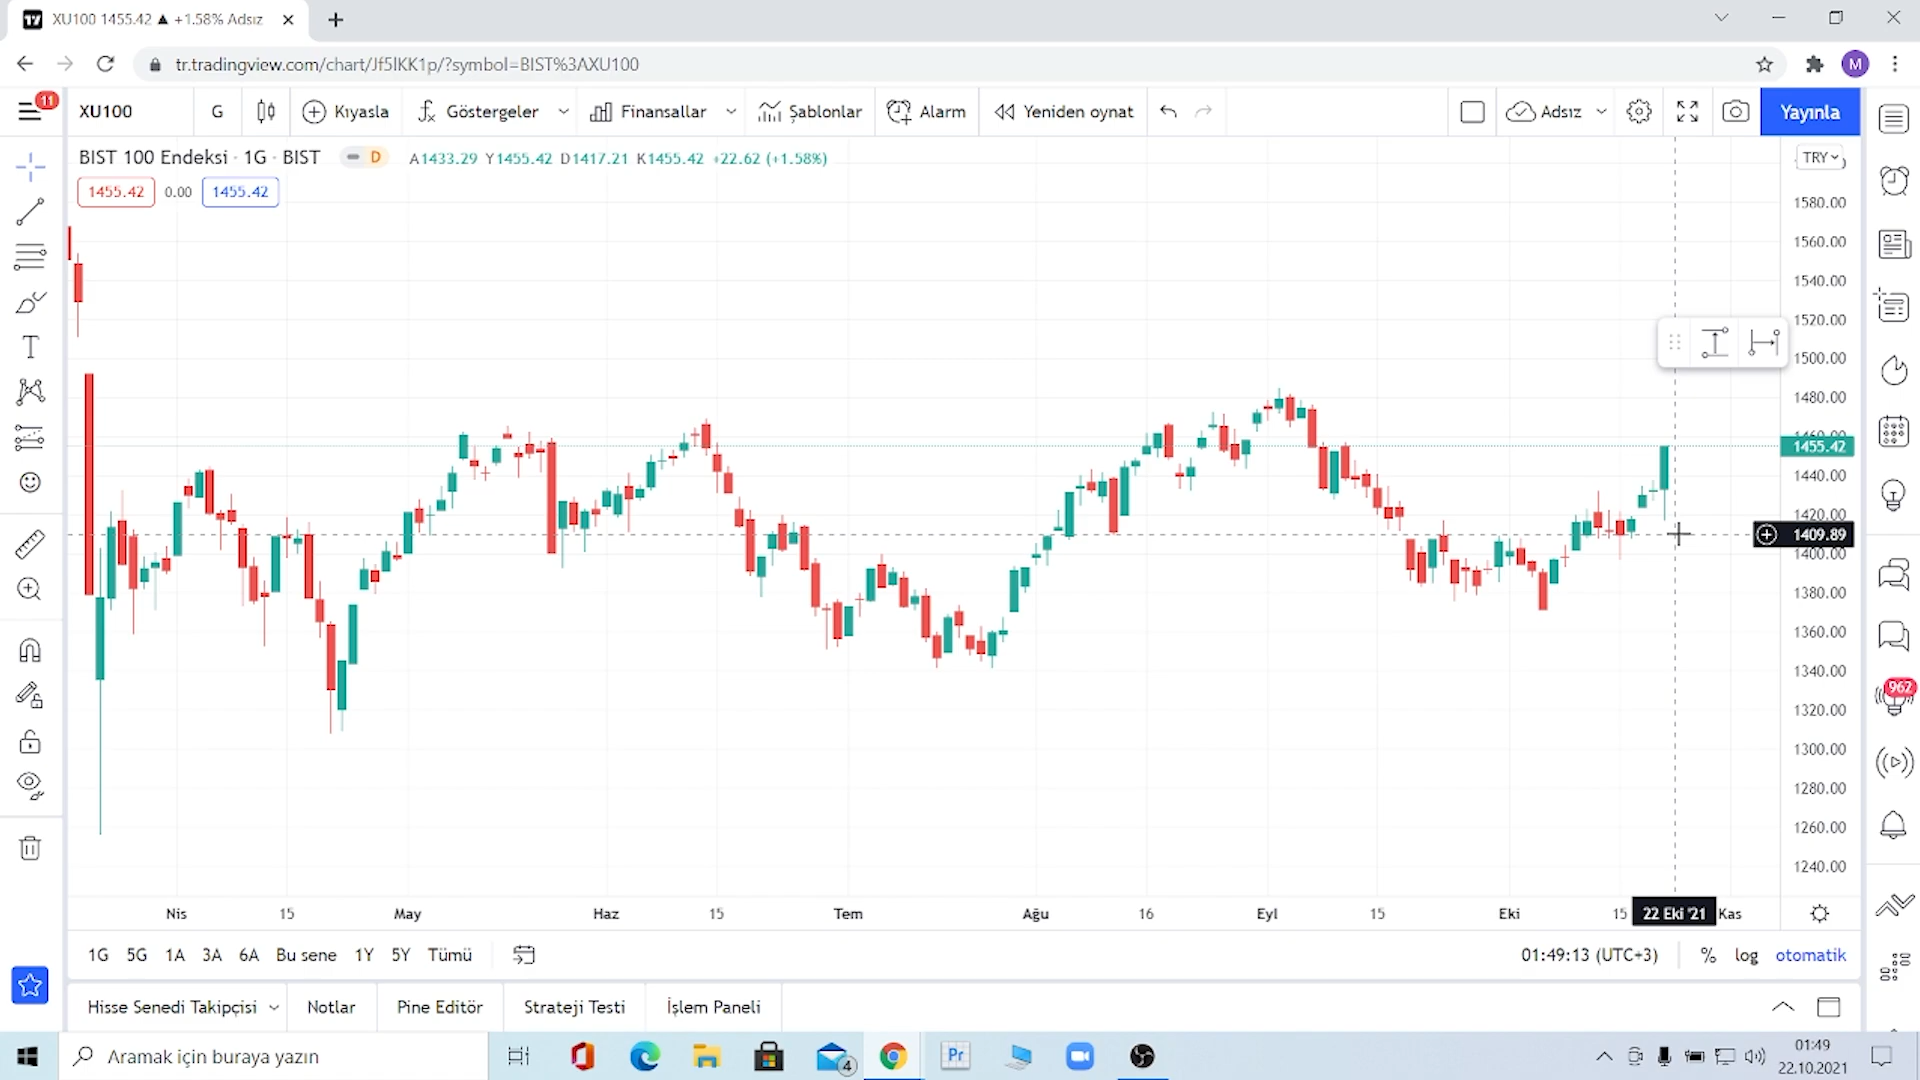 XU100 1455.42 ▲ +1.58% Adsız
tr.tradingview.com/chart/Jf5lKK1p/?symbol=BIST%3AXU100
M
11
XU100
G
Kıyasla
Göstergeler
Finansallar
Şablonlar
Alarm
Yeniden oynat
Adsız
Yayınla
BIST 100 Endeksi · 1G · BIST
D
A1433.29 Y1455.42 D1417.21 K1455.42 +22.62 (+1.58%)
TRY
1455.42 0.00 1455.42
1580.00
1560.00
1540.00
1520.00
1500.00
1480.00
1460.00
1455.42
1440.00
1420.00
1409.89
1400.00
1380.00
1360.00
1340.00
1320.00
1300.00
1280.00
1260.00
1240.00
962
Nis 15 May Haz 15 Tem Ağu 16 Eyl 15 Eki 15 22 Eki '21 Kas
1G 5G 1A 3A 6A Bu sene 1Y 5Y Tümü
01:49:13 (UTC+3) % log otomatik
Hisse Senedi Takipçisi Notlar Pine Editör Strateji Testi İşlem Paneli
Aramak için buraya yazın
4
Pr
01:49
22.10.2021